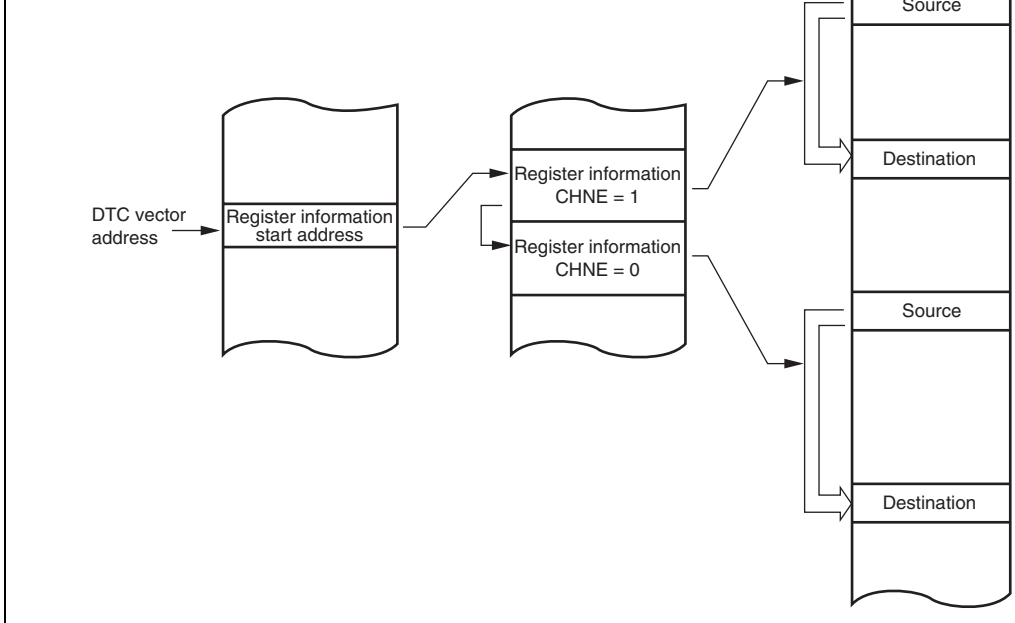 Source
Destination
DTC vector
address
Register information
start address
Register information
CHNE = 1
Register information
CHNE = 0
Source
Destination